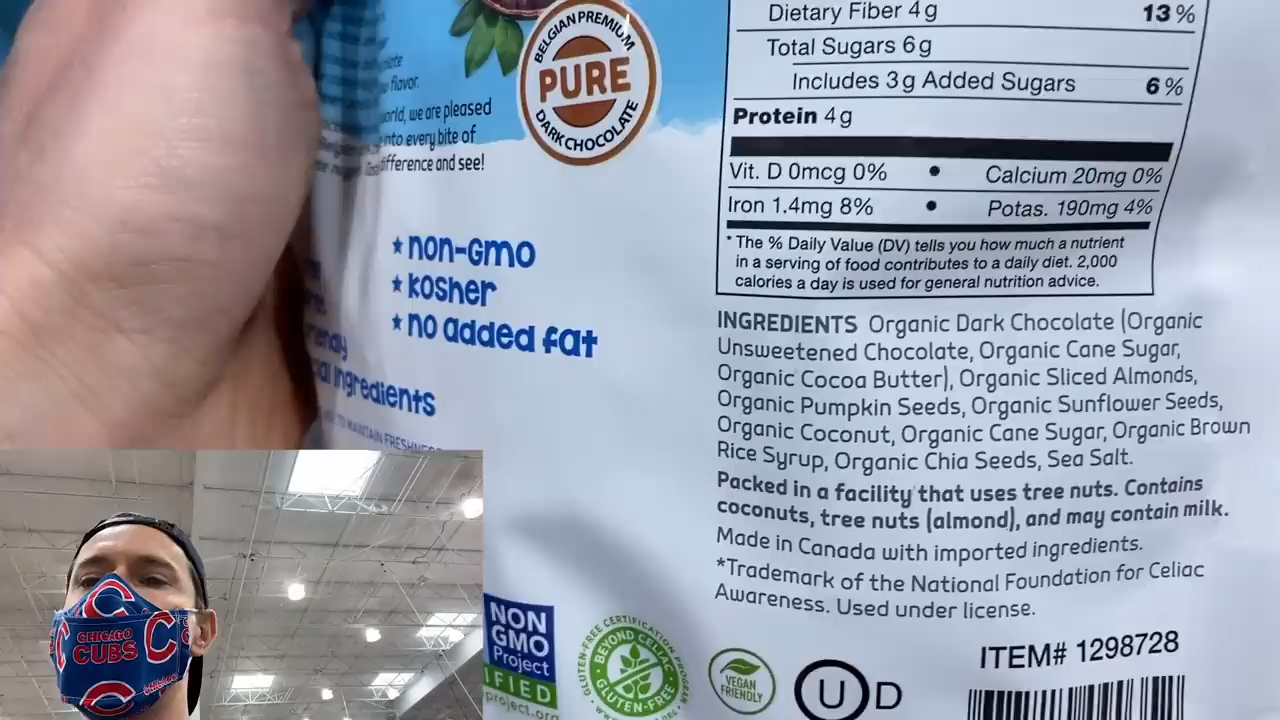 BELGIAN PREMIUM
PURE
DARK CHOCOLATE
flavor.
world, we are pleased
into every bite of
difference and see!
* non-GMO
* kosher
* no added fat
ingredients
TO MAINTAIN FRESHNESS
Dietary Fiber 4g 13%
Total Sugars 6g
Includes 3g Added Sugars 6%
Protein 4g
Vit. D 0mcg 0% • Calcium 20mg 0%
Iron 1.4mg 8% • Potas. 190mg 4%
* The % Daily Value (DV) tells you how much a nutrient
in a serving of food contributes to a daily diet. 2,000
calories a day is used for general nutrition advice.
INGREDIENTS Organic Dark Chocolate (Organic
Unsweetened Chocolate, Organic Cane Sugar,
Organic Cocoa Butter), Organic Sliced Almonds,
Organic Pumpkin Seeds, Organic Sunflower Seeds,
Organic Coconut, Organic Cane Sugar, Organic Brown
Rice Syrup, Organic Chia Seeds, Sea Salt.
Packed in a facility that uses tree nuts. Contains
coconuts, tree nuts (almond), and may contain milk.
Made in Canada with imported ingredients.
*Trademark of the National Foundation for Celiac
Awareness. Used under license.
ITEM# 1298728
NON
GMO
Project
IFIED
project.org
GLUTEN-FREE CERTIFICATION PROGRAM
BEYOND CELIAC
GLUTEN-FREE
VEGAN
FRIENDLY
U D
CHICAGO
CUBS